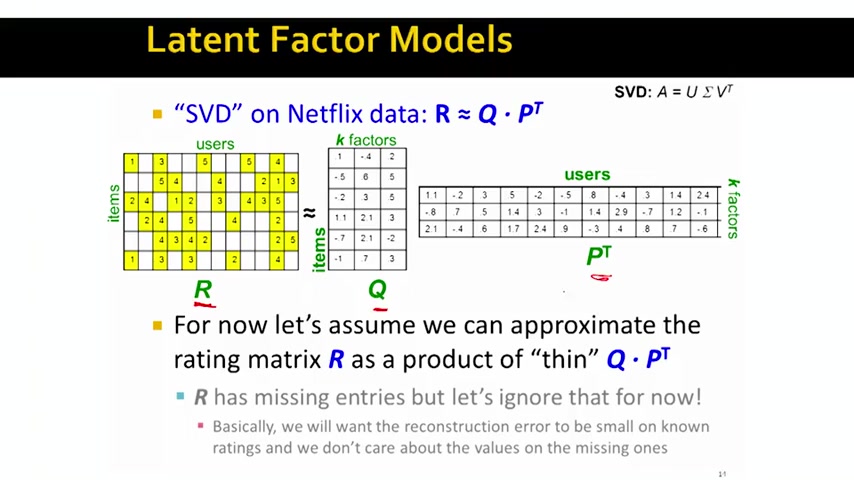 Latent Factor Models
SVD: A = U Σ V^T
"SVD" on Netflix data: R ≈ Q · P^T
users
k factors
users
items
1 3 5 5 4
5 4 4 2 1 3
2 4 1 2 3 4 3 5
2 4 5 4 2
4 3 4 2 2 5
1 3 3 2 4
≈
items
1 -.4 2
-.5 6 5
-.2 3 5
1.1 2.1 3
-.7 2.1 -2
-1 .7 3
1.1 -.2 3 5 -2 -.5 8 -.4 3 1.4 2.4
-.8 .7 5 1.4 .3 -1 1.4 2.9 -.7 1.2 -.1
2.1 -.4 .6 1.7 2.4 .9 -.3 4 8 .7 -.6
k factors
R
Q
P^T
For now let's assume we can approximate the
rating matrix R as a product of "thin" Q · P^T
R has missing entries but let's ignore that for now!
Basically, we will want the reconstruction error to be small on known
ratings and we don't care about the values on the missing ones
14